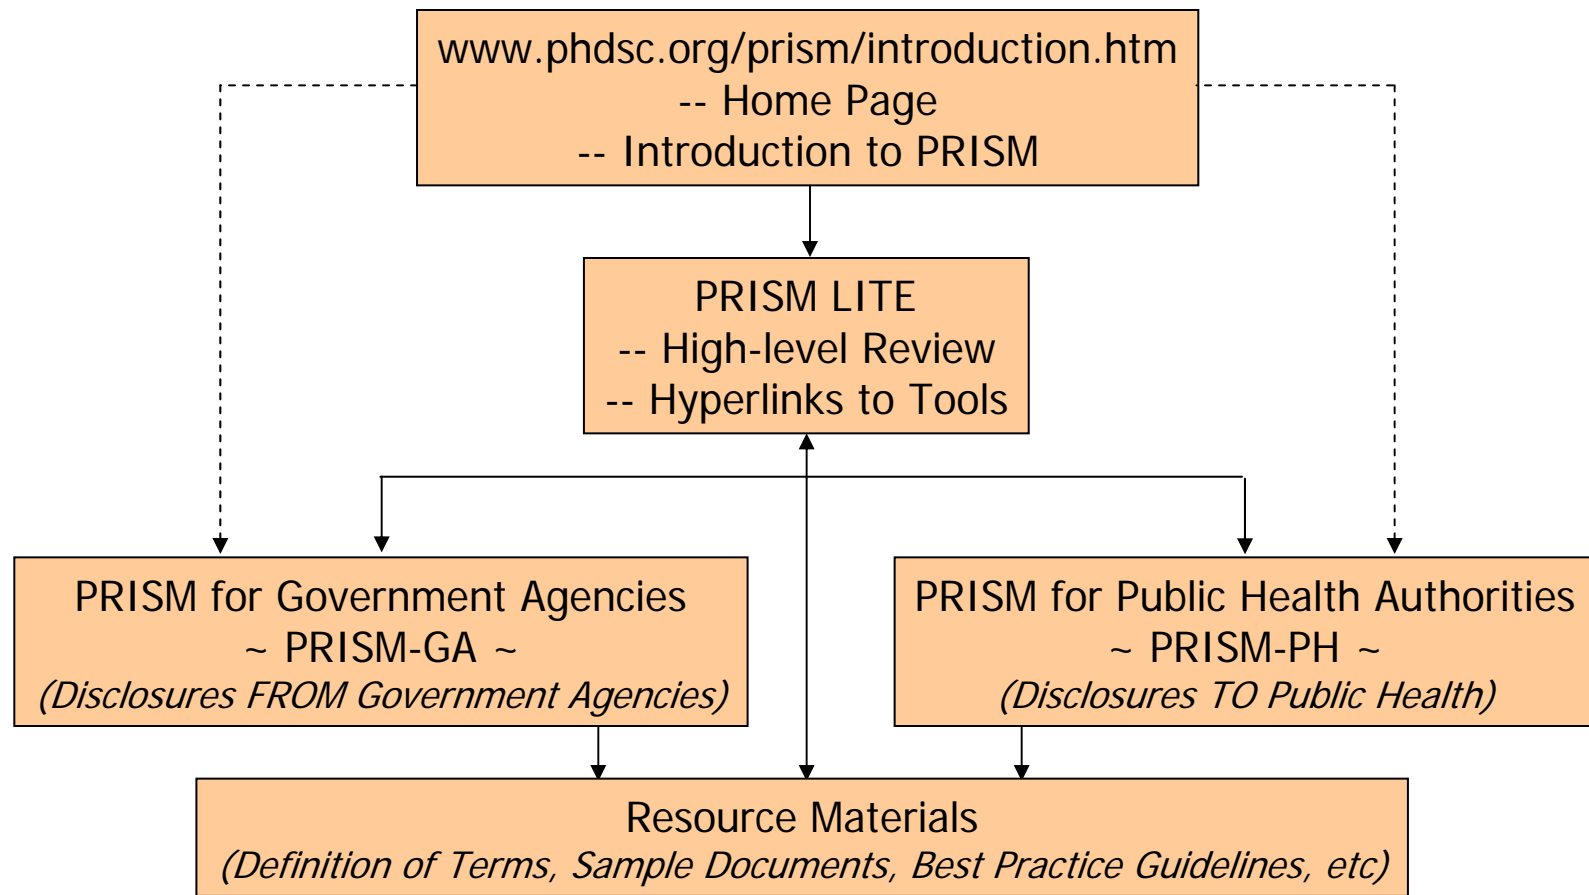 www.phdsc.org/prism/introduction.htm
-- Home Page
-- Introduction to PRISM
PRISM LITE
-- High-level Review
-- Hyperlinks to Tools
PRISM for Government Agencies
~ PRISM-GA ~
(Disclosures FROM Government Agencies)
PRISM for Public Health Authorities
~ PRISM-PH ~
(Disclosures TO Public Health)
Resource Materials
(Definition of Terms, Sample Documents, Best Practice Guidelines, etc)